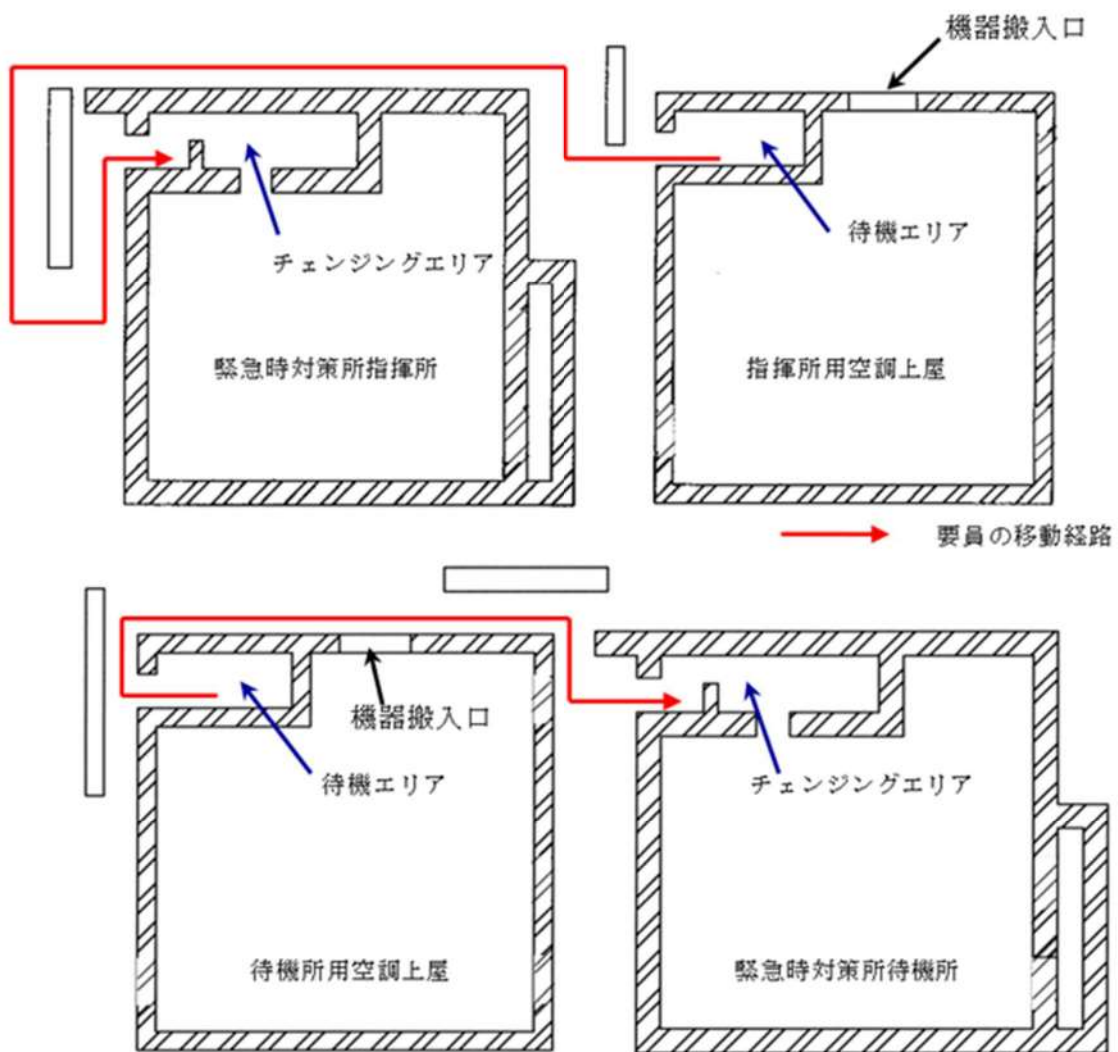 機器搬入口
待機エリア
チェンジングエリア
緊急時対策所指揮所
指揮所用空調上屋
要員の移動経路
機器搬入口
待機エリア
チェンジングエリア
待機所用空調上屋
緊急時対策所待機所